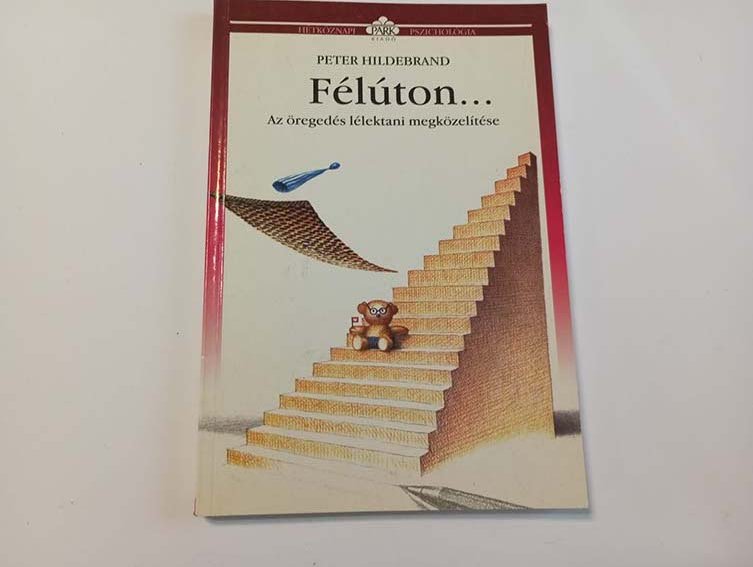 HÉTKÖZNAPI PARK PSZICHOLÓGIA
KIADÓ
PETER HILDEBRAND
Félúton...
Az öregedés lélektani megközelítése